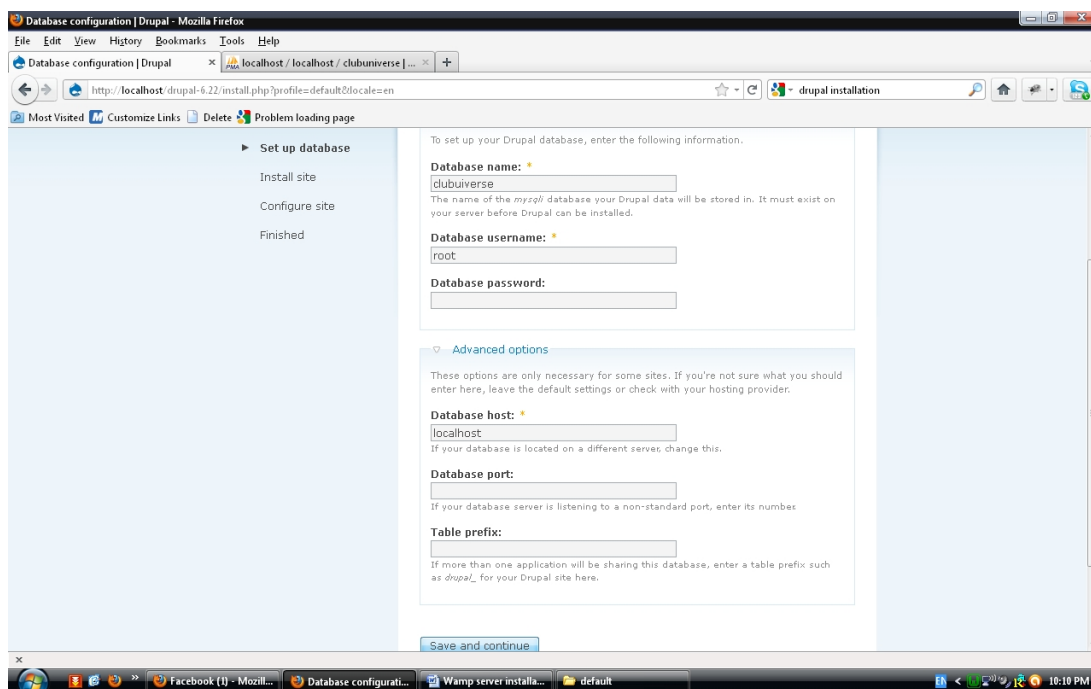 Database configuration | Drupal - Mozilla Firefox
File Edit View History Bookmarks Tools Help
Database configuration | Drupal × localhost / localhost / clubuniverse | ... × +
http://localhost/drupal-6.22/install.php?profile=default&locale=en drupal installation
Most Visited Customize Links Delete Problem loading page
Set up database
Install site
Configure site
Finished
To set up your Drupal database, enter the following information.
Database name: *
clubuiverse
The name of the mysqli database your Drupal data will be stored in. It must exist on
your server before Drupal can be installed.
Database username: *
root
Database password:
Advanced options
These options are only necessary for some sites. If you're not sure what you should
enter here, leave the default settings or check with your hosting provider.
Database host: *
localhost
If your database is located on a different server, change this.
Database port:
If your database server is listening to a non-standard port, enter its number.
Table prefix:
If more than one application will be sharing this database, enter a table prefix such
as drupal_ for your Drupal site here.
Save and continue
×
» Facebook (1) - Mozill... Database configurati... Wamp server installa... default EN < 10:10 PM